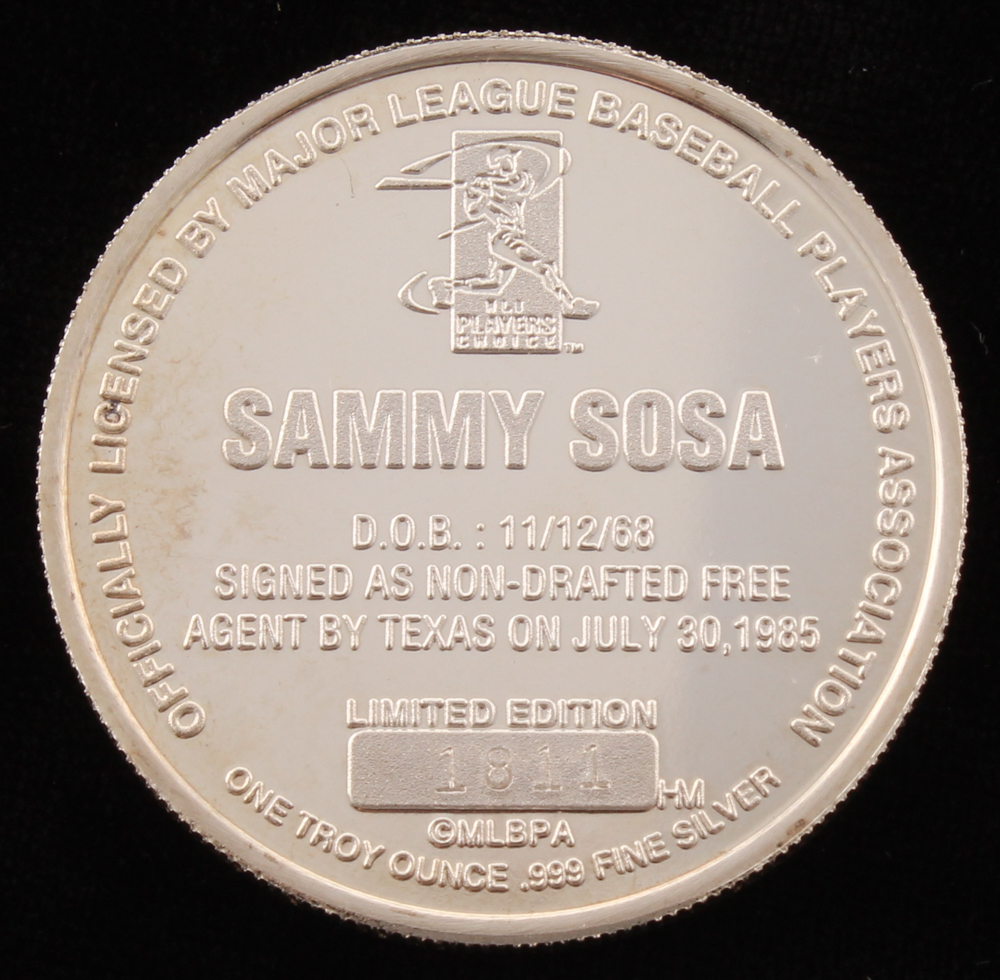 OFFICIALLY LICENSED BY MAJOR LEAGUE BASEBALL PLAYERS ASSOCIATION
PLAYERS
CHOICE™
SAMMY SOSA
D.O.B. : 11/12/68
SIGNED AS NON-DRAFTED FREE
AGENT BY TEXAS ON JULY 30,1985
LIMITED EDITION
1811
HM
©MLBPA
ONE TROY OUNCE .999 FINE SILVER